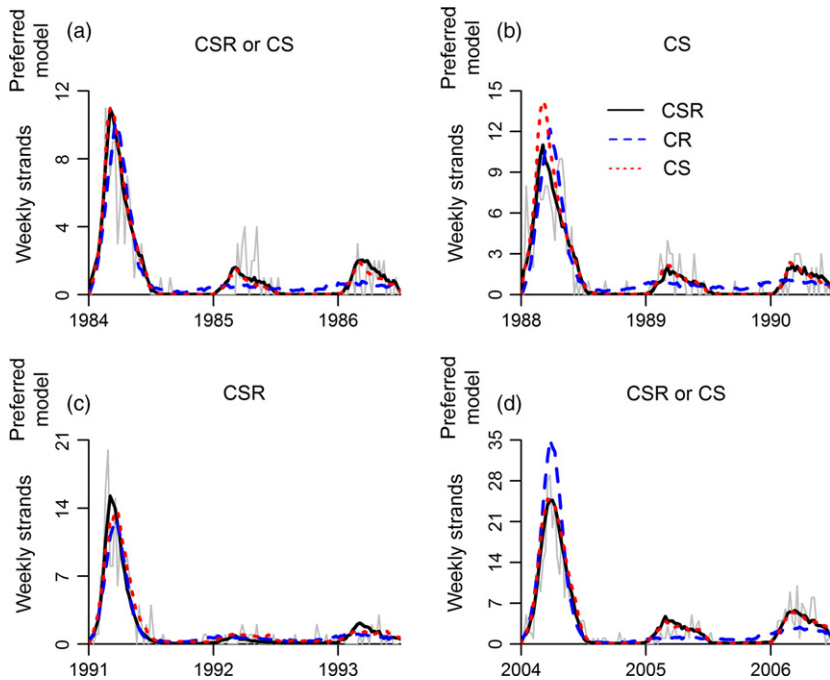 (a)
CSR or CS
Preferred
model
Weekly strands
12
8
4
0
1984
1985
1986
(b)
CS
Preferred
model
Weekly strands
15
12
9
6
3
0
1988
1989
1990
CSR
CR
CS
(c)
CSR
Preferred
model
Weekly strands
21
14
7
0
1991
1992
1993
(d)
CSR or CS
Preferred
model
Weekly strands
35
28
21
14
7
0
2004
2005
2006